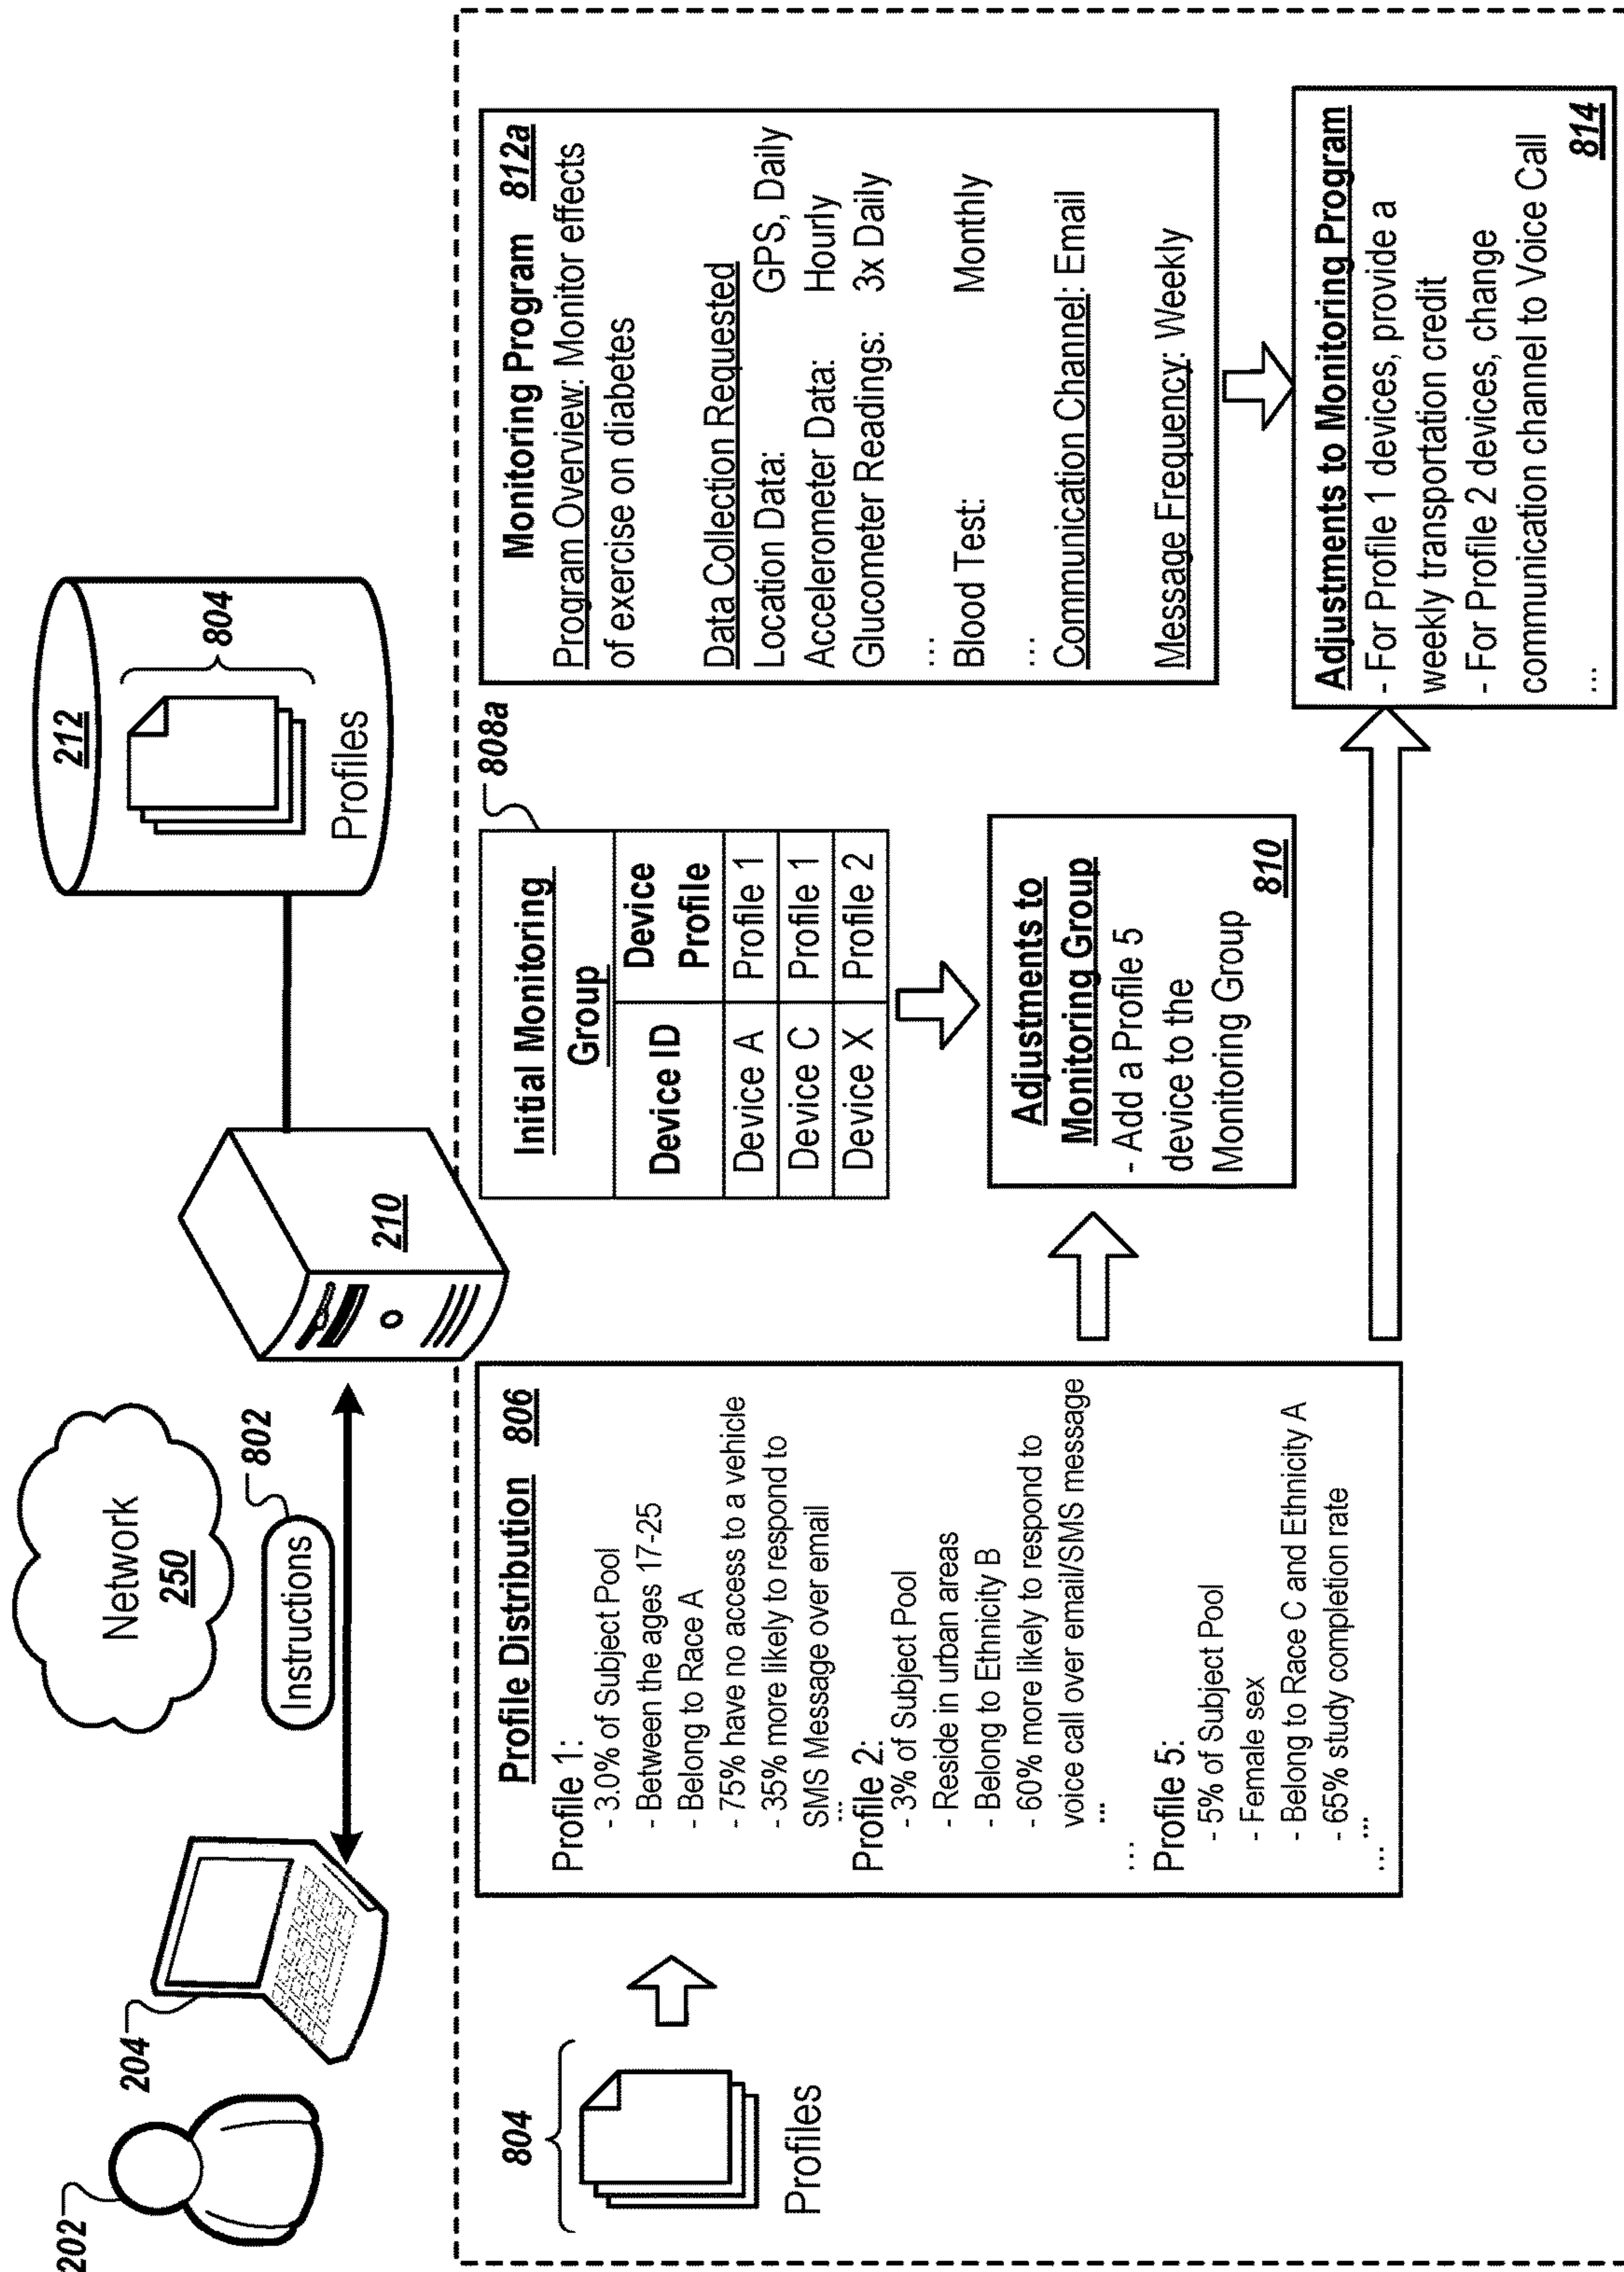 202
204
Network
250
Instructions
802
210
212
804
Profiles
804
Profiles
Profile Distribution 806
Profile 1:
- 3.0% of Subject Pool
- Between the ages 17-25
- Belong to Race A
- 75% have no access to a vehicle
- 35% more likely to respond to
SMS Message over email
...
Profile 2:
- 3% of Subject Pool
- Reside in urban areas
- Belong to Ethnicity B
- 60% more likely to respond to
voice call over email/SMS message
...
...
Profile 5:
- 5% of Subject Pool
- Female sex
- Belong to Race C and Ethnicity A
- 65% study completion rate
...
...
808a
Initial Monitoring
Group
Device ID Device
Profile
Device A Profile 1
Device C Profile 1
Device X Profile 2
Adjustments to
Monitoring Group
- Add a Profile 5
device to the
Monitoring Group
810
Monitoring Program 812a
Program Overview: Monitor effects
of exercise on diabetes
Data Collection Requested
Location Data: GPS, Daily
Accelerometer Data: Hourly
Glucometer Readings: 3x Daily
...
Blood Test: Monthly
...
Communication Channel: Email
Message Frequency: Weekly
Adjustments to Monitoring Program
- For Profile 1 devices, provide a
weekly transportation credit
- For Profile 2 devices, change
communication channel to Voice Call
...
814